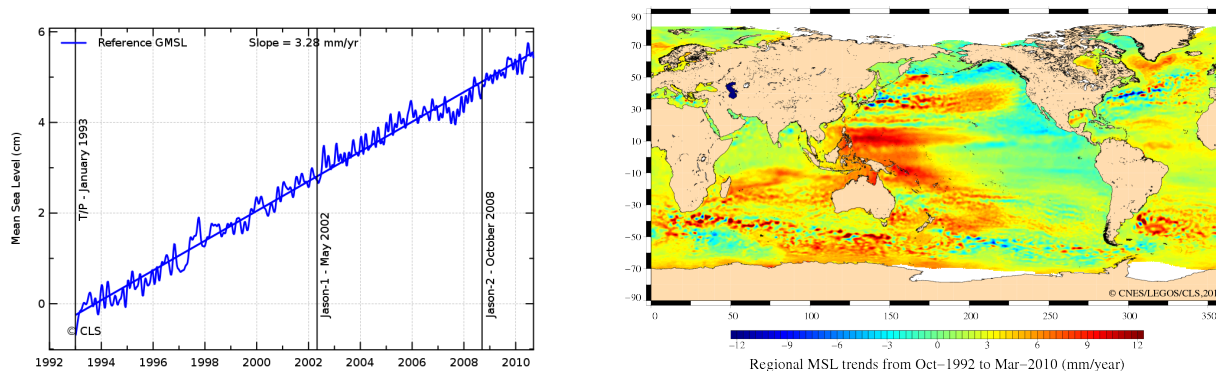 6
4
2
0
Mean Sea Level (cm)
Reference GMSL
Slope = 3.28 mm/yr
T/P - January 1993
Jason-1 - May 2002
Jason-2 - October 2008
© CLS
1992 1994 1996 1998 2000 2002 2004 2006 2008 2010
90
70
50
30
10
−10
−30
−50
−70
−90
© CNES/LEGOS/CLS,201
0 50 100 150 200 250 300 350
−12 −9 −6 −3 0 3 6 9 12
Regional MSL trends from Oct−1992 to Mar−2010 (mm/year)